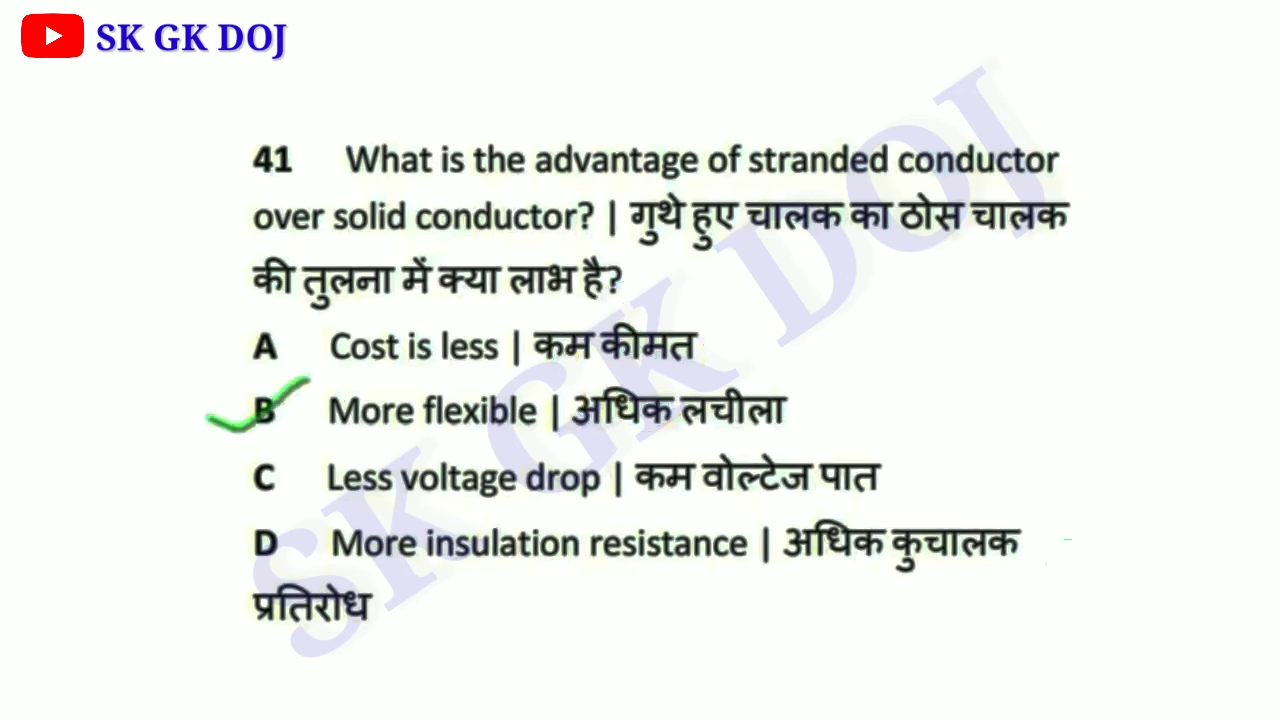 SK GK DOJ
41 What is the advantage of stranded conductor
over solid conductor? | गुथे हुए चालक का ठोस चालक
की तुलना में क्या लाभ है?
A Cost is less | कम कीमत
B More flexible | अधिक लचीला
C Less voltage drop | कम वोल्टेज पात
D More insulation resistance | अधिक कुचालक
प्रतिरोध
SK GK DOJ